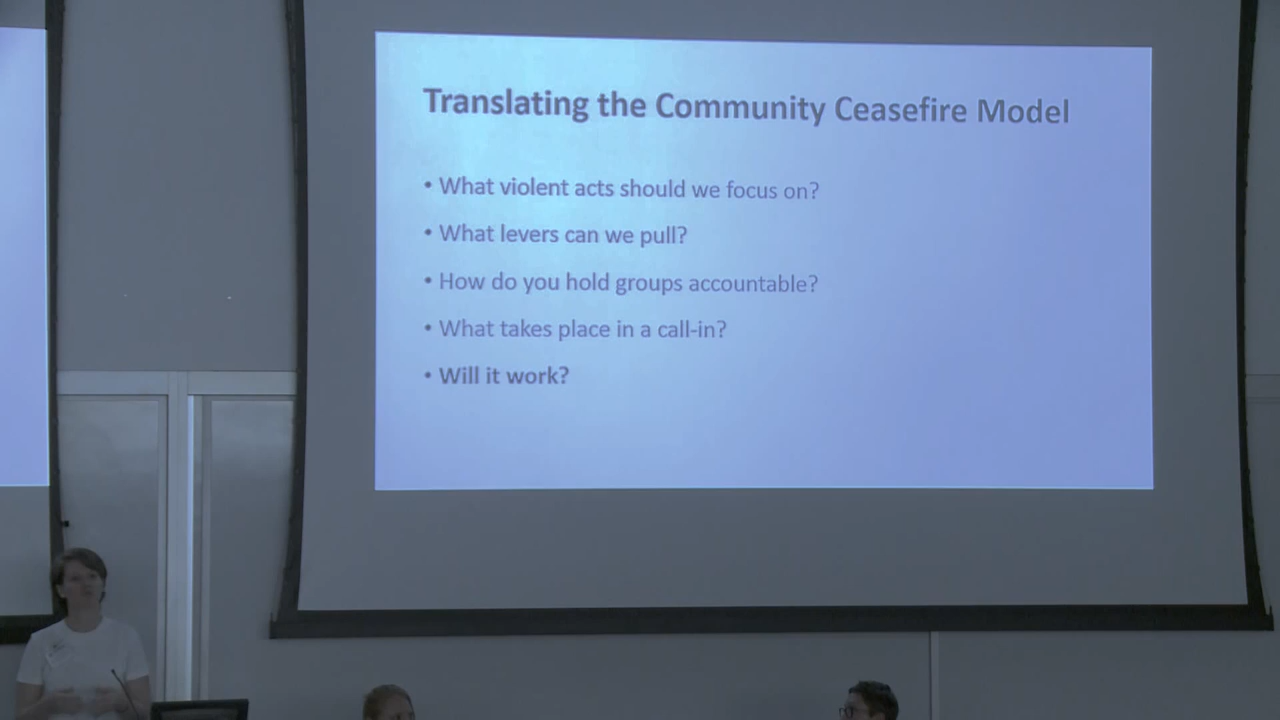 Translating the Community Ceasefire Model
• What violent acts should we focus on?
• What levers can we pull?
• How do you hold groups accountable?
• What takes place in a call-in?
• Will it work?